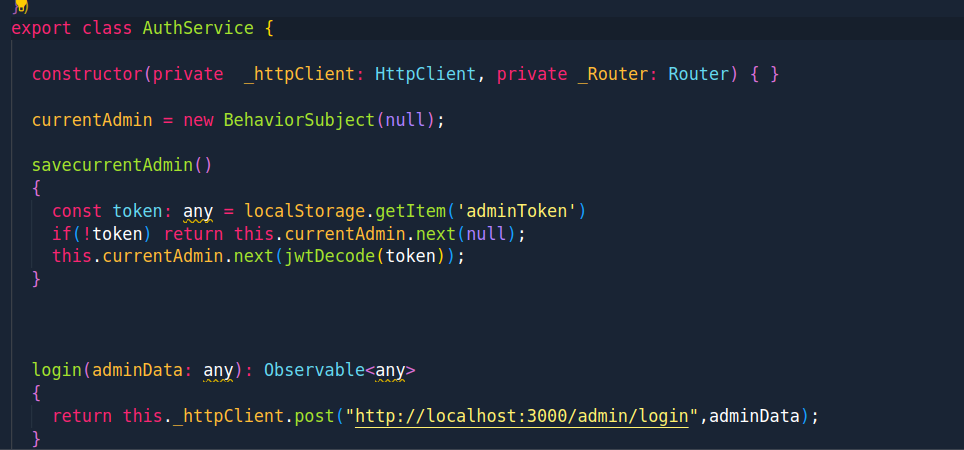 })
export class AuthService {
constructor(private  _httpClient: HttpClient, private _Router: Router) { }
currentAdmin = new BehaviorSubject(null);
savecurrentAdmin()
{
const token: any = localStorage.getItem('adminToken')
if(!token) return this.currentAdmin.next(null);
this.currentAdmin.next(jwtDecode(token));
}
login(adminData: any): Observable<any>
{
return this._httpClient.post("http://localhost:3000/admin/login",adminData);
}